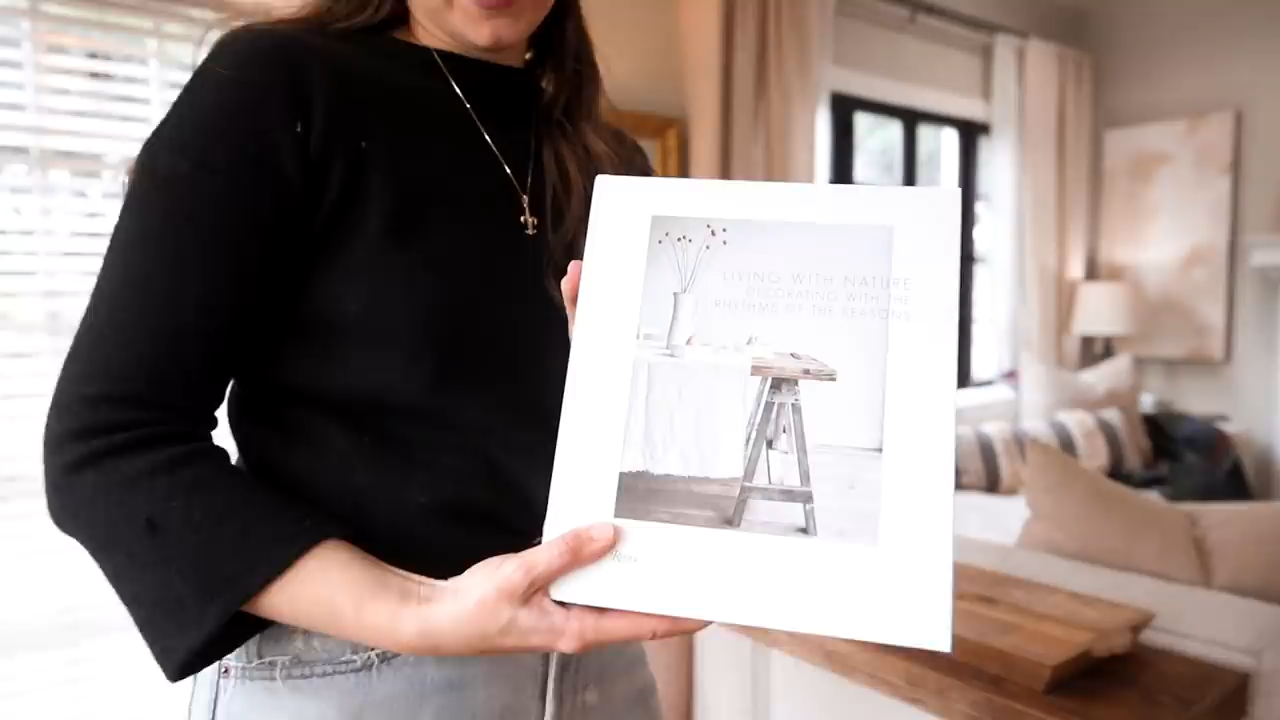 LIVING WITH NATURE
DECORATING WITH THE
RHYTHMS OF THE SEASONS